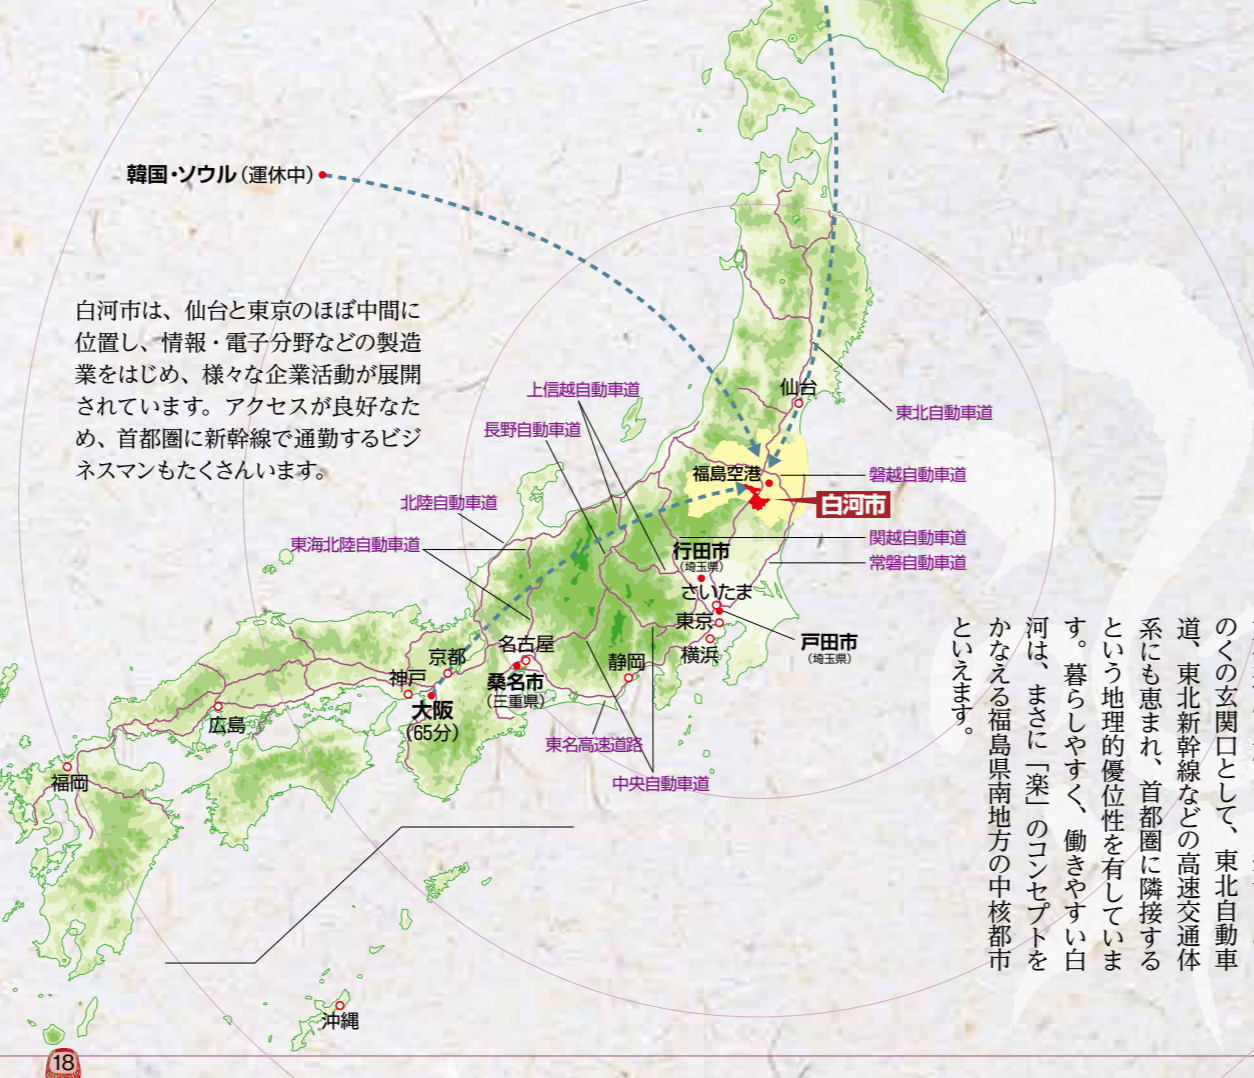 韓国・ソウル（運休中）
白河市は、仙台と東京のほぼ中間に
位置し、情報・電子分野などの製造
業をはじめ、様々な企業活動が展開
されています。アクセスが良好なた
め、首都圏に新幹線で通勤するビジ
ネスマンもたくさんいます。
上信越自動車道
長野自動車道
北陸自動車道
東海北陸自動車道
仙台
東北自動車道
福島空港
磐越自動車道
白河市
関越自動車道
常磐自動車道
行田市
（埼玉県）
さいたま
東京
横浜
戸田市
（埼玉県）
静岡
名古屋
桑名市
（三重県）
京都
神戸
大阪
（65分）
広島
福岡
東名高速道路
中央自動車道
沖縄
のくの玄関口として、東北自動車
道、東北新幹線などの高速交通体
系にも恵まれ、首都圏に隣接する
という地理的優位性を有していま
す。暮らしやすく、働きやすい白
河は、まさに「楽」のコンセプトを
かなえる福島県南地方の中核都市
といえます。
18